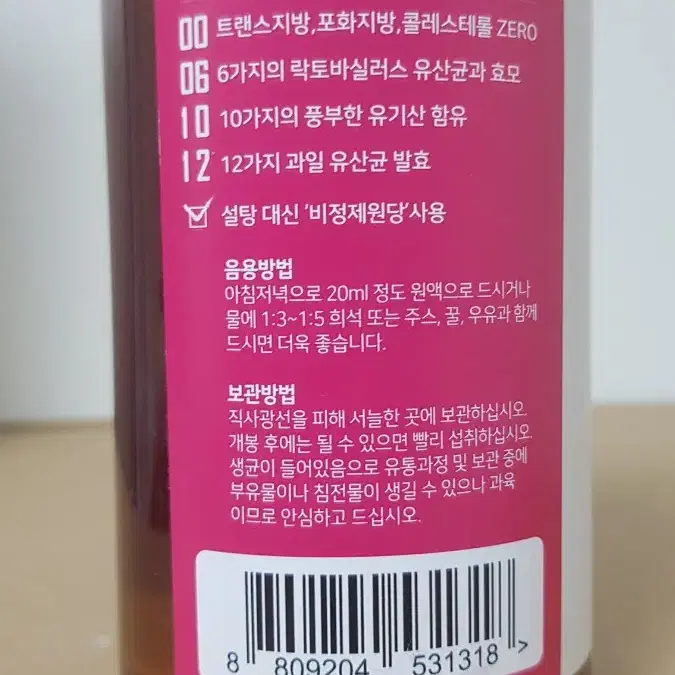 00 트랜스지방,포화지방,콜레스테롤 ZERO
06 6가지의 락토바실러스 유산균과 효모
10 10가지의 풍부한 유기산 함유
12 12가지 과일 유산균 발효
설탕 대신 '비정제원당'사용
음용방법
아침저녁으로 20ml 정도 원액으로 드시거나
물에 1:3~1:5 희석 또는 주스, 꿀, 우유과 함께
드시면 더욱 좋습니다.
보관방법
직사광선을 피해 서늘한 곳에 보관하십시오.
개봉 후에는 될 수 있으면 빨리 섭취하십시오.
생균이 들어있음으로 유통과정 및 보관 중에
부유물이나 침전물이 생길 수 있으나 과육
이므로 안심하고 드십시오.
8 809204 531318 >